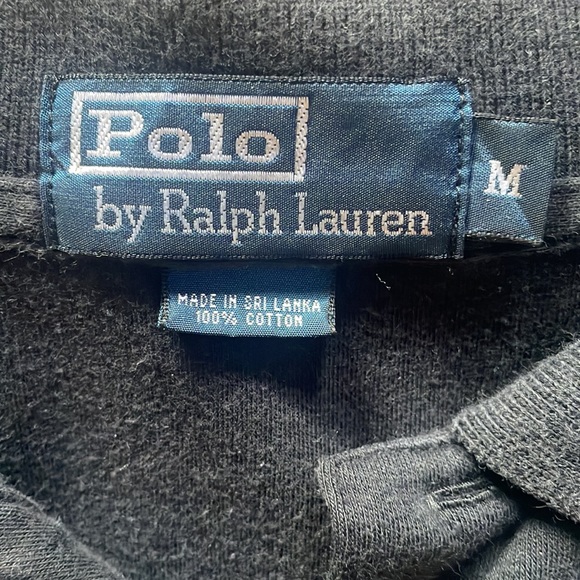 Polo
by Ralph Lauren
M
MADE IN SRI LANKA
100% COTTON